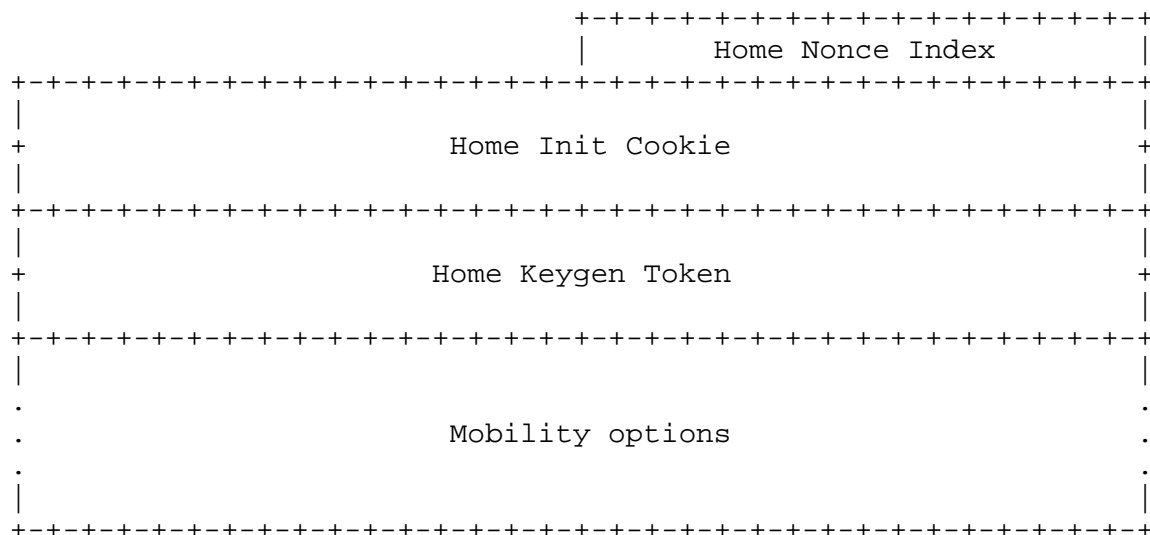 Home Nonce Index
Home Init Cookie
Home Keygen Token
Mobility options